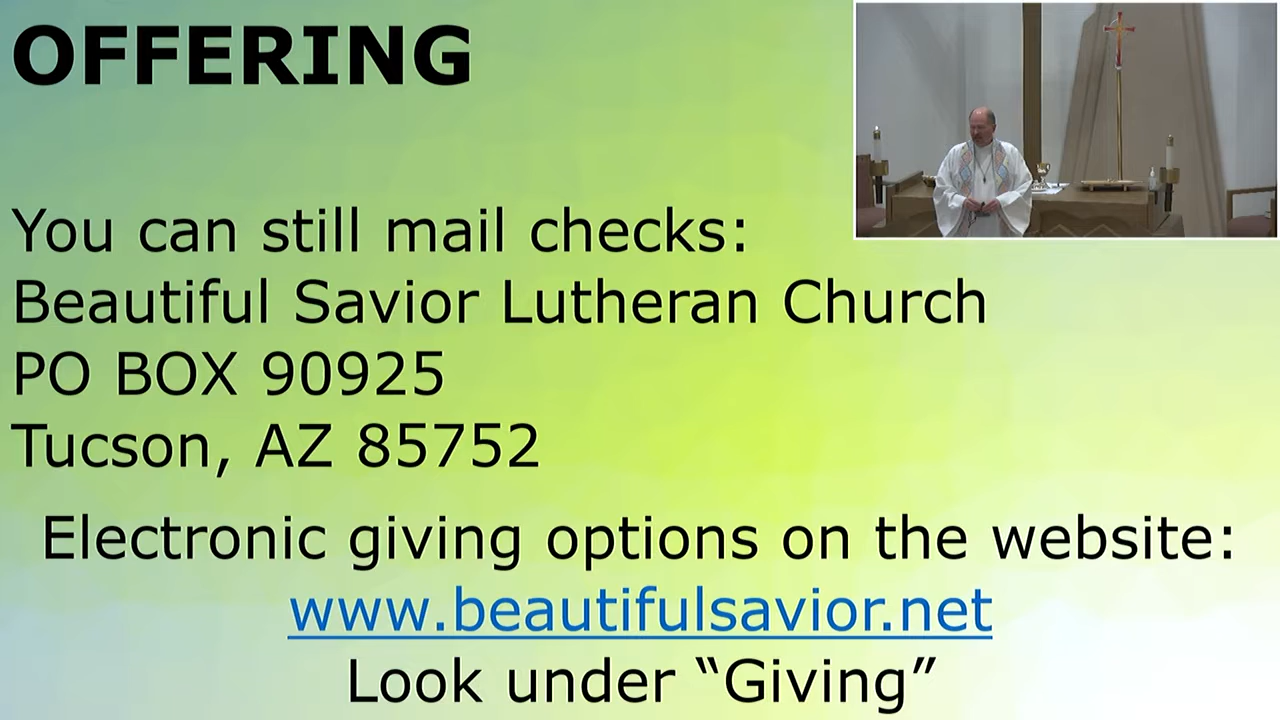 OFFERING
You can still mail checks:
Beautiful Savior Lutheran Church
PO BOX 90925
Tucson, AZ 85752
Electronic giving options on the website:
www.beautifulsavior.net
Look under “Giving”